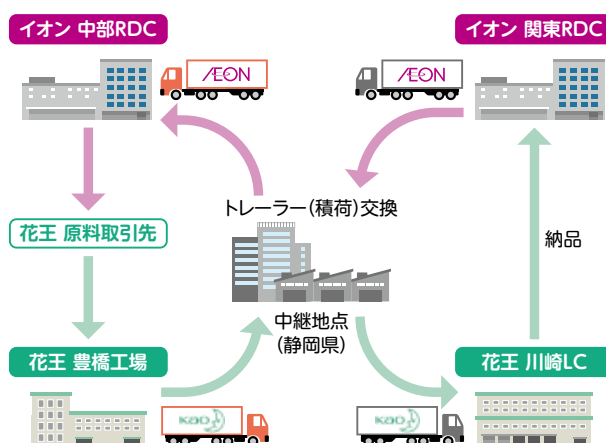 イオン 中部RDC
イオン 関東RDC
ÆON
ÆON
トレーラー(積荷)交換
花王 原料取引先
納品
中継地点
(静岡県)
花王 豊橋工場
花王 川崎LC
kao
kao